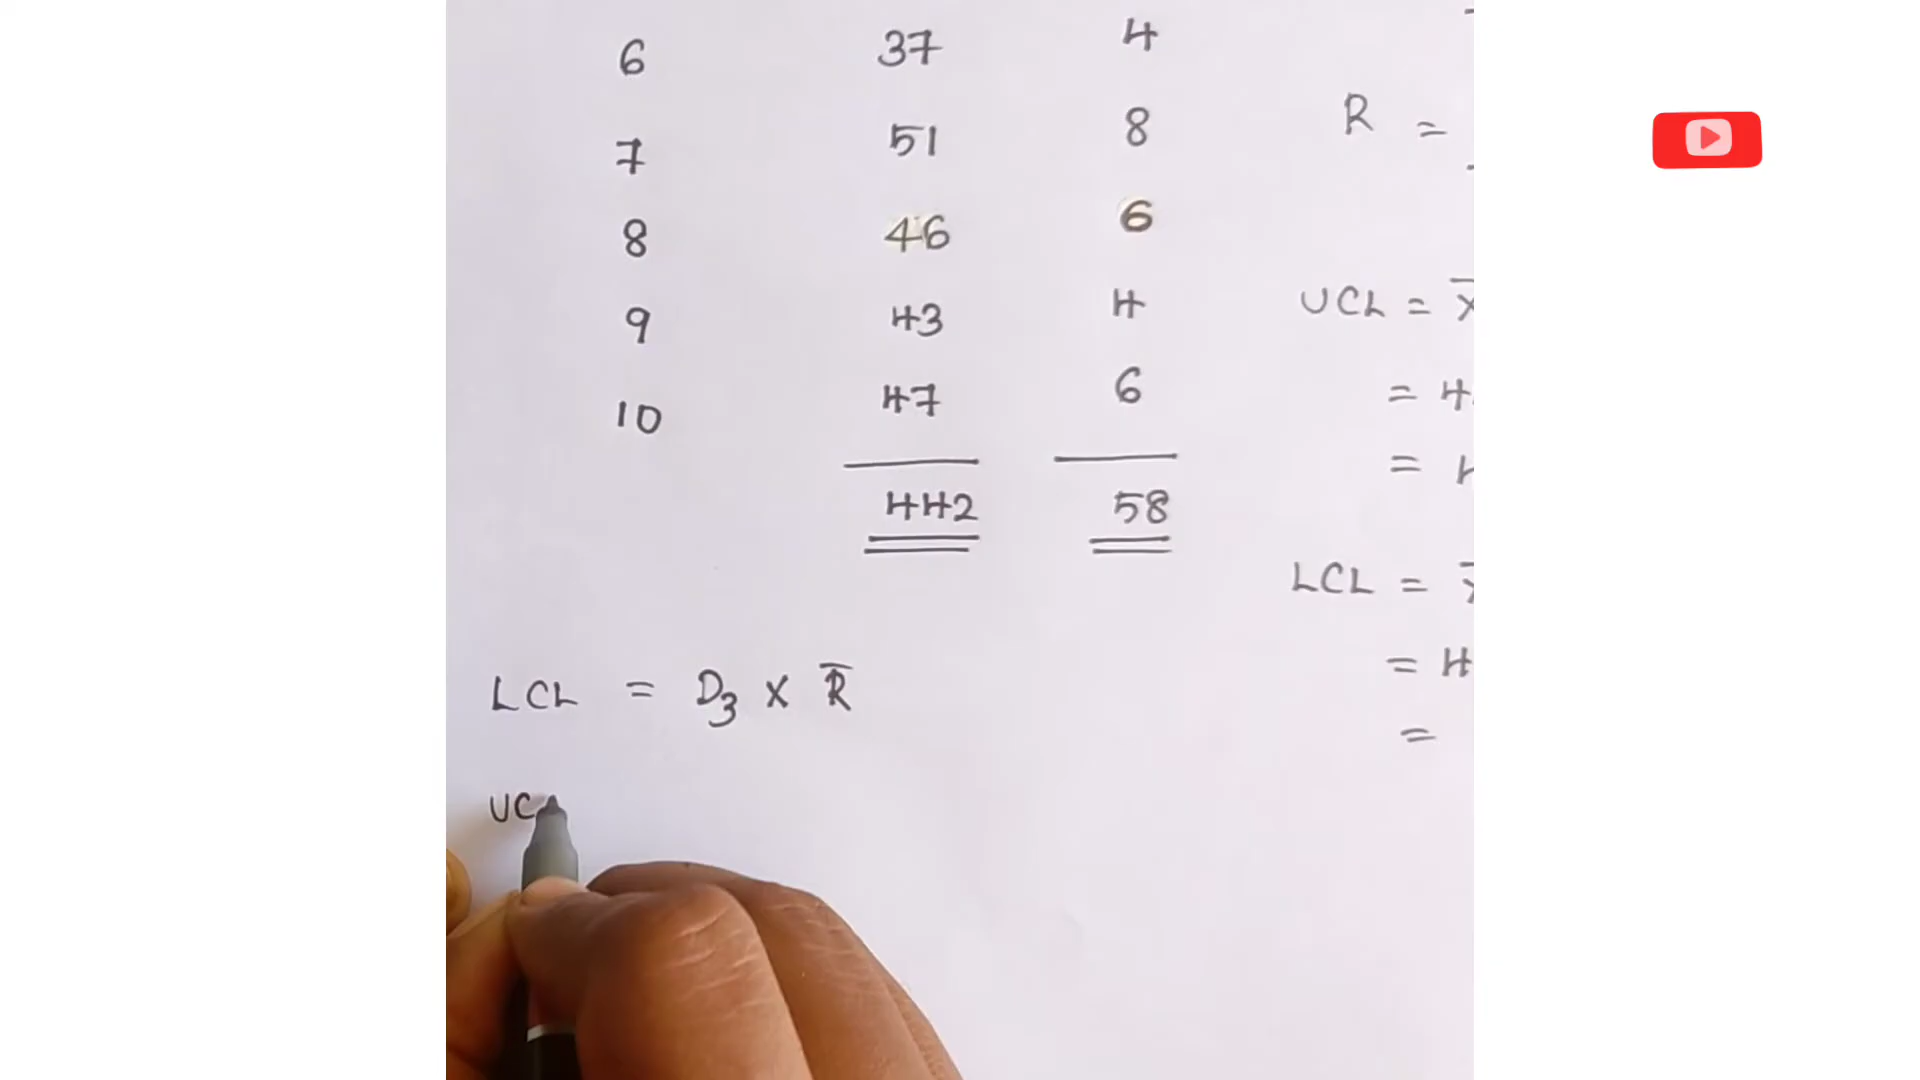 6 37 4
7 51 8
8 46 6
9 43 4
10 47 6
442 58
LCL = D3 X R̅
UC
R =
UCL = X̅
= 4
=
LCL =
= 4
=